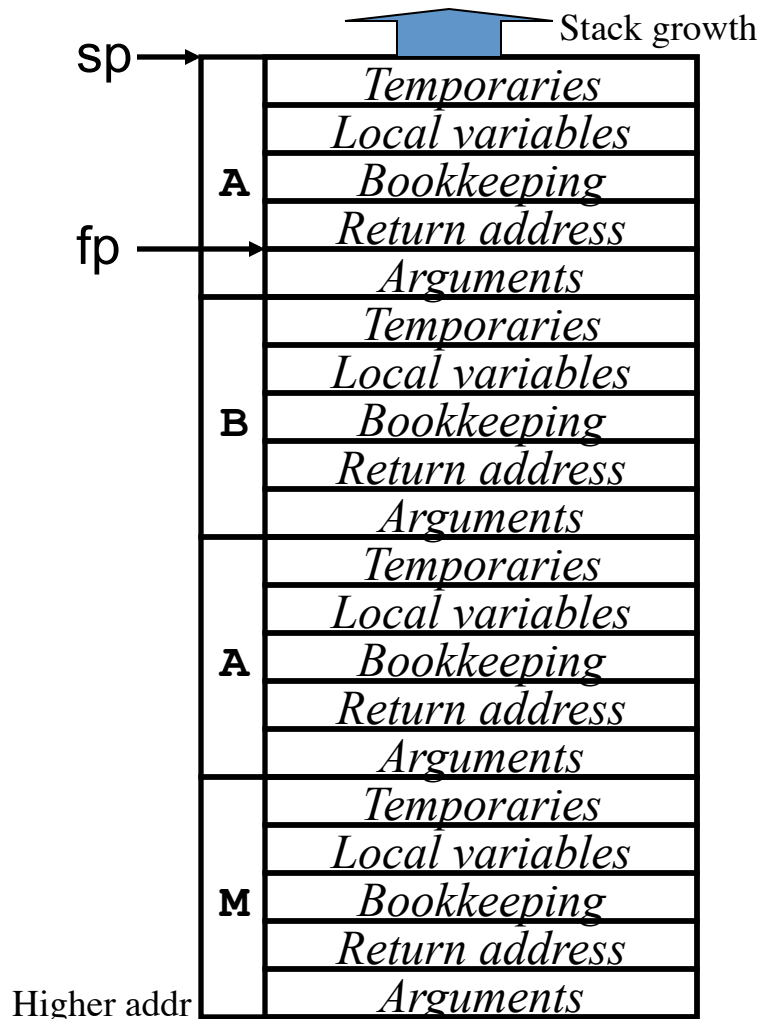 Stack growth
sp
Temporaries
Local variables
A
Bookkeeping
Return address
fp
Arguments
Temporaries
Local variables
B
Bookkeeping
Return address
Arguments
Temporaries
Local variables
A
Bookkeeping
Return address
Arguments
Temporaries
Local variables
M
Bookkeeping
Return address
Higher addr
Arguments